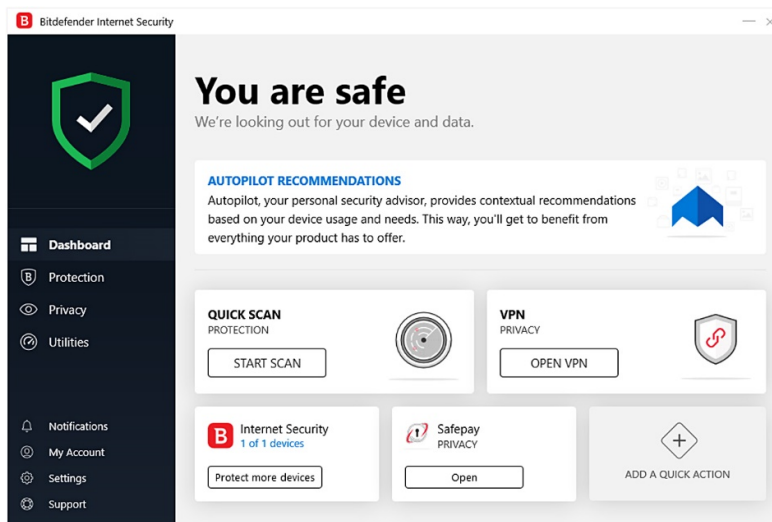 Bitdefender Internet Security
You are safe
We're looking out for your device and data.
AUTOPILOT RECOMMENDATIONS
Autopilot, your personal security advisor, provides contextual recommendations
based on your device usage and needs. This way, you'll get to benefit from
everything your product has to offer.
Dashboard
Protection
Privacy
Utilities
Notifications
My Account
Settings
Support
QUICK SCAN
PROTECTION
START SCAN
VPN
PRIVACY
OPEN VPN
Internet Security
1 of 1 devices
Protect more devices
Safepay
PRIVACY
Open
ADD A QUICK ACTION